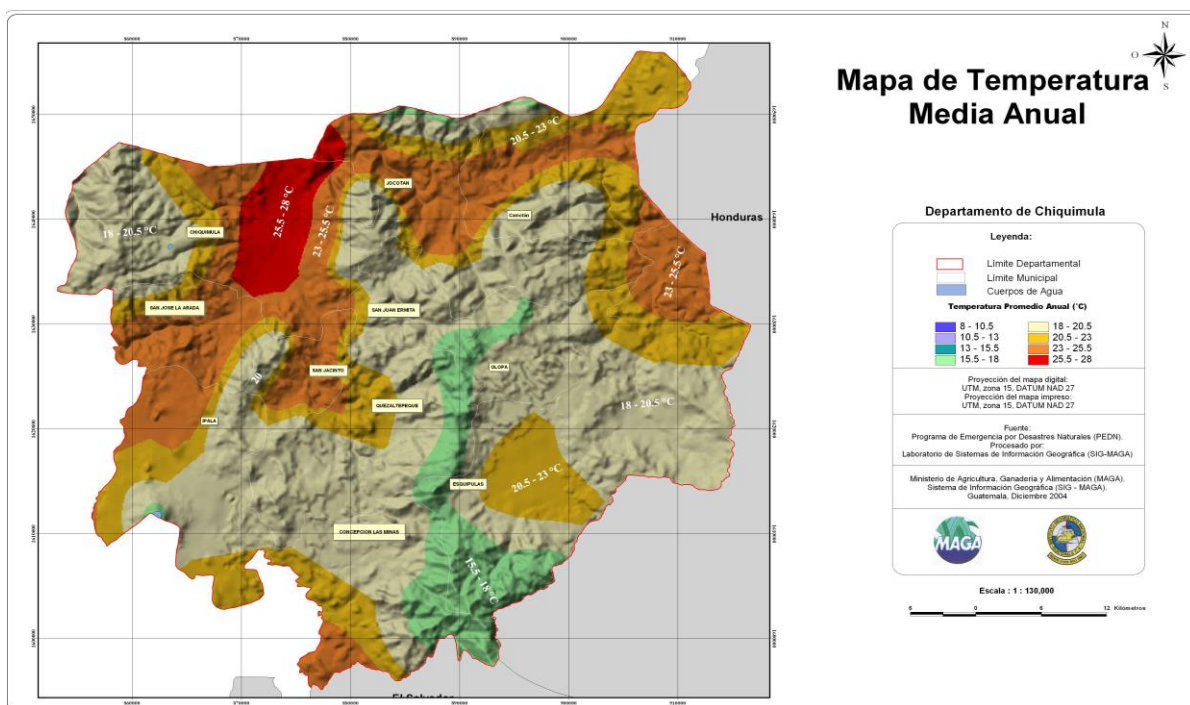 Mapa de Temperatura
Media Anual
N
O
S
Departamento de Chiquimula
Leyenda:
Límite Departamental
Límite Municipal
Cuerpos de Agua
Temperatura Promedio Anual (°C)
8 - 10.5
10.5 - 13
13 - 15.5
15.5 - 18
18 - 20.5
20.5 - 23
23 - 25.5
25.5 - 28
Proyección del mapa digital:
UTM, zona 15, DATUM NAD 27
Proyección del mapa impreso:
UTM, zona 15, DATUM NAD 27
Fuente:
Programa de Emergencia por Desastres Naturales (PEDN).
Procesado por:
Laboratorio de Sistemas de Información Geográfica (SIG-MAGA)
Ministerio de Agricultura, Ganadería y Alimentación (MAGA).
Sistema de Información Geográfica (SIG - MAGA).
Guatemala, Diciembre 2004
MAGA
Escala : 1 : 130,000
6 0 6 12 Kilómetros
20.5 - 23 °C
JOCOTAN
Camotán
Honduras
CHIQUIMULA
18 - 20.5 °C
25.5 - 28 °C
23 - 25.5 °C
23 - 25.5 °C
SAN JOSE LA ARADA
SAN JUAN ERMITA
SAN JACINTO
OLOPA
20
QUEZALTEPEQUE
18 - 20.5 °C
IPALA
ESQUIPULAS
20.5 - 23 °C
CONCEPCION LAS MINAS
15.5 - 18 °C
El Salvador